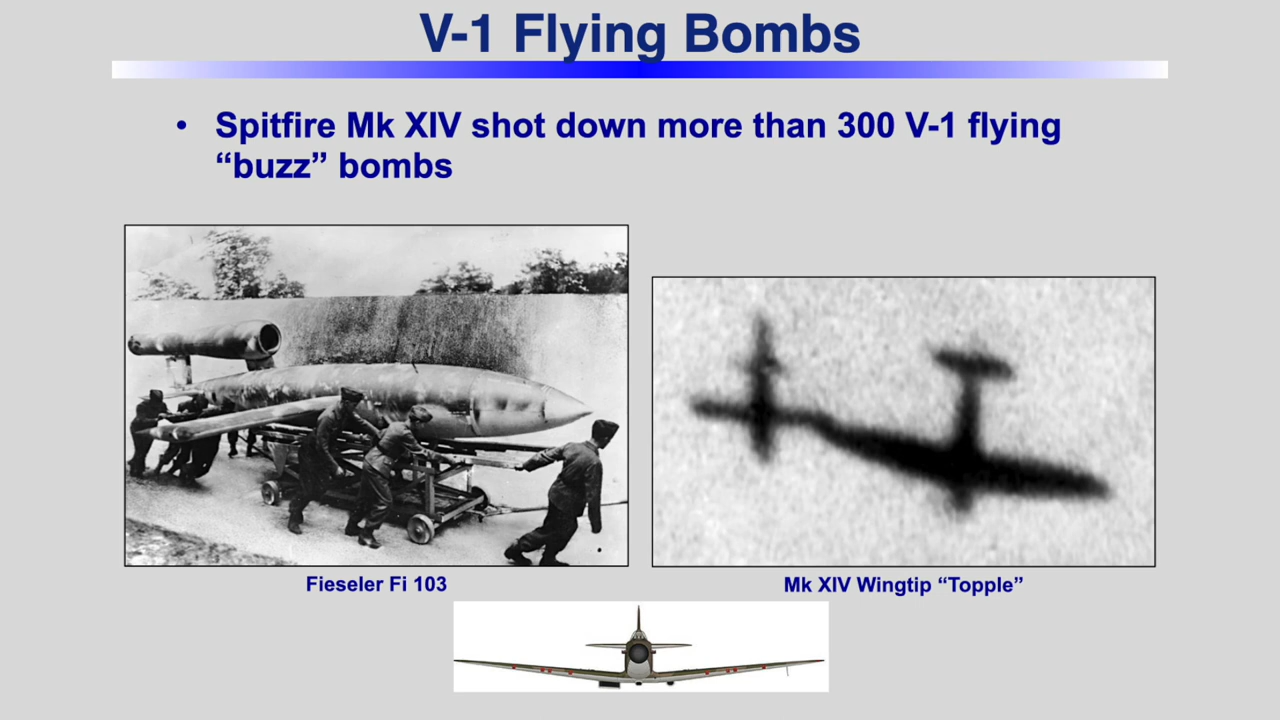 V-1 Flying Bombs
• Spitfire Mk XIV shot down more than 300 V-1 flying
“buzz” bombs
Fieseler Fi 103
Mk XIV Wingtip “Topple”